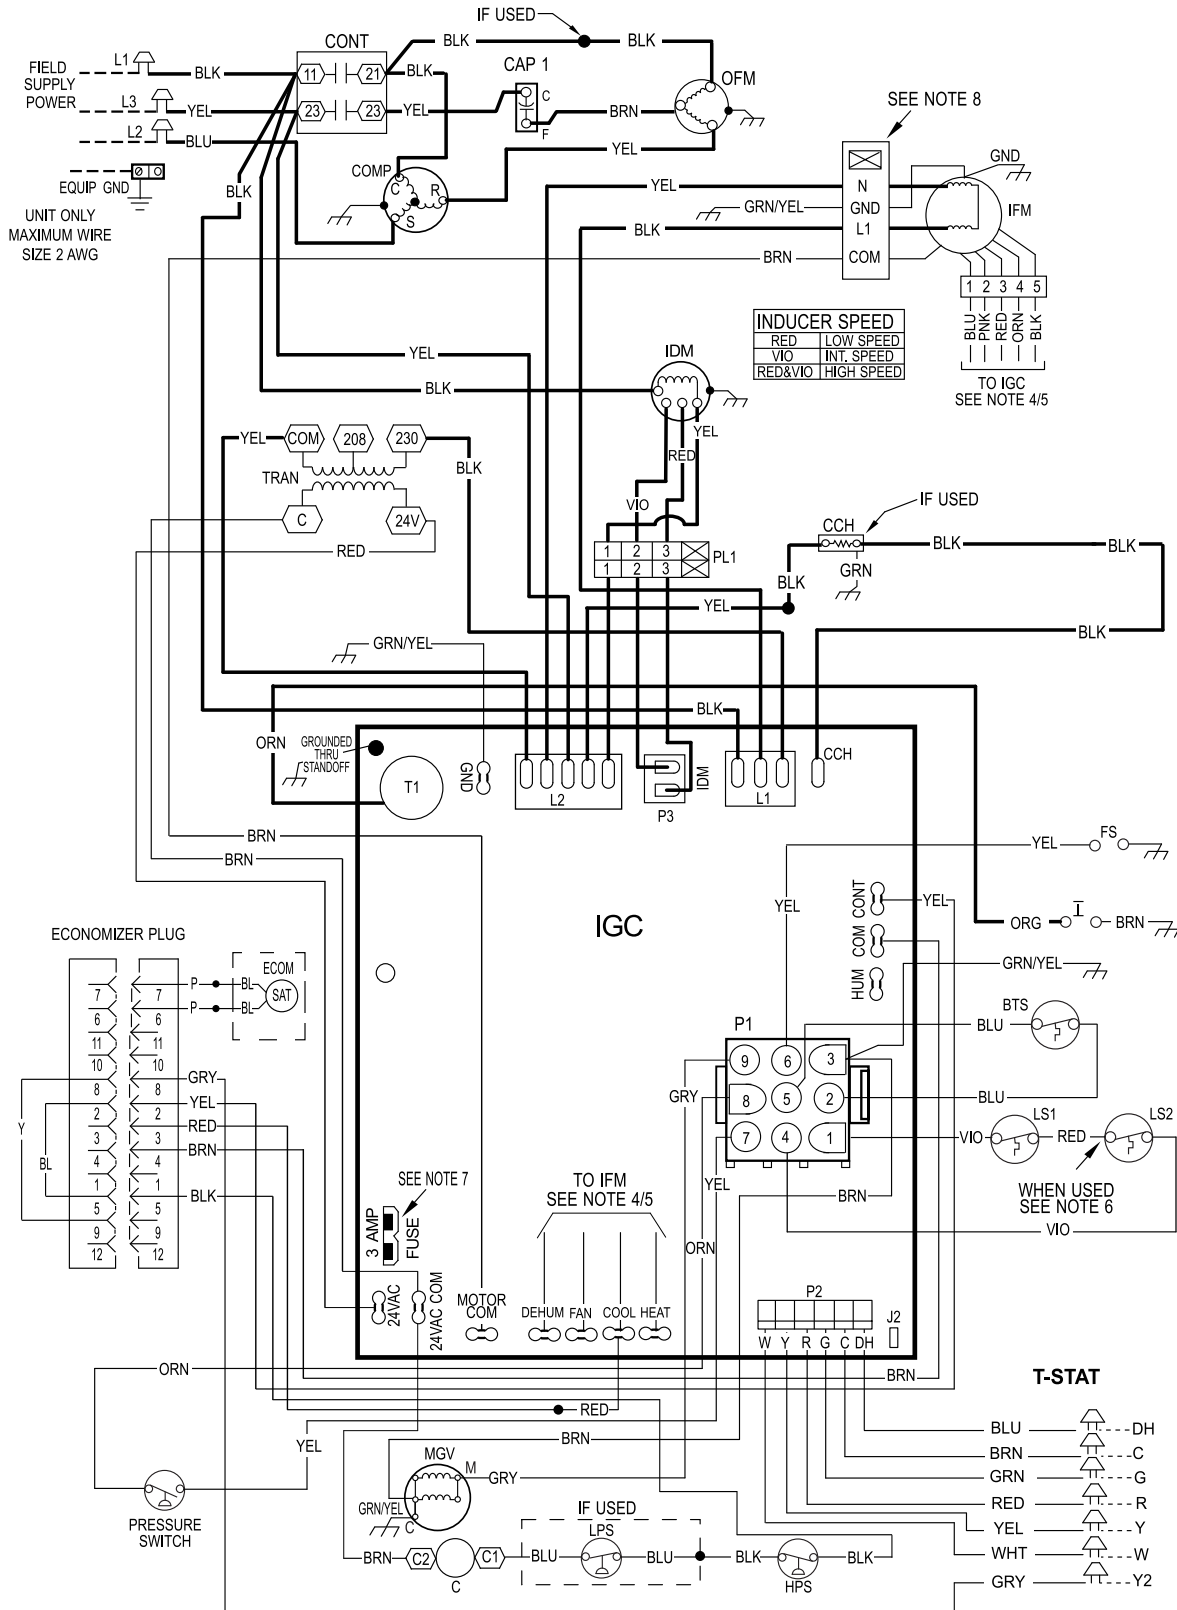 IF USED
CONT
BLK
BLK
L1
BLK
11
21
BLK
CAP 1
C
F
OFM
FIELD
SUPPLY
POWER
L3
YEL
23
23
YEL
BRN
SEE NOTE 8
L2
BLU
YEL
COMP
C
R
S
GND
EQUIP GND
BLK
YEL
N
GRN/YEL
GND
IFM
UNIT ONLY
MAXIMUM WIRE
SIZE 2 AWG
BLK
L1
BRN
COM
1 2 3 4 5
BLU
PNK
RED
ORN
BLK
TO IGC
SEE NOTE 4/5
INDUCER SPEED
RED LOW SPEED
VIO INT. SPEED
RED&VIO HIGH SPEED
YEL
IDM
BLK
YEL
COM
208
230
YEL
RED
TRAN
BLK
VIO
C
24V
IF USED
CCH
RED
1 2 3
PL1
1 2 3
BLK
BLK
BLK
GRN
YEL
BLK
GRN/YEL
BLK
ORN
GROUNDED
THRU
STANDOFF
T1
GND
L2
P3
IDM
L1
CCH
BRN
BRN
YEL
FS
IGC
YEL
CONT
YEL
ORG
BRN
ECONOMIZER PLUG
COM
HUM
GRN/YEL
ECOM
SAT
P
BL
P
BL
7
6
11
10
8
2
3
4
1
5
9
12
7
6
11
10
8
2
3
4
1
5
9
12
GRY
YEL
RED
BRN
BLK
Y
BL
P1
9 6 3
8 5 2
7 4 1
GRY
BTS
BLU
BLU
LS1
LS2
VIO
RED
WHEN USED
SEE NOTE 6
VIO
YEL
BRN
ORN
SEE NOTE 7
3 AMP
FUSE
TO IFM
SEE NOTE 4/5
24VAC
24VAC COM
MOTOR
COM
DEHUM
FAN
COOL
HEAT
P2
J2
W Y R G C DH
ORN
BRN
T-STAT
RED
YEL
BRN
BLU
DH
BRN
C
GRN
G
RED
R
YEL
Y
WHT
W
GRY
Y2
MGV
M
GRY
GRN/YEL
C
PRESSURE
SWITCH
IF USED
LPS
BRN
C2
C1
C
BLU
BLU
BLK
HPS
BLK